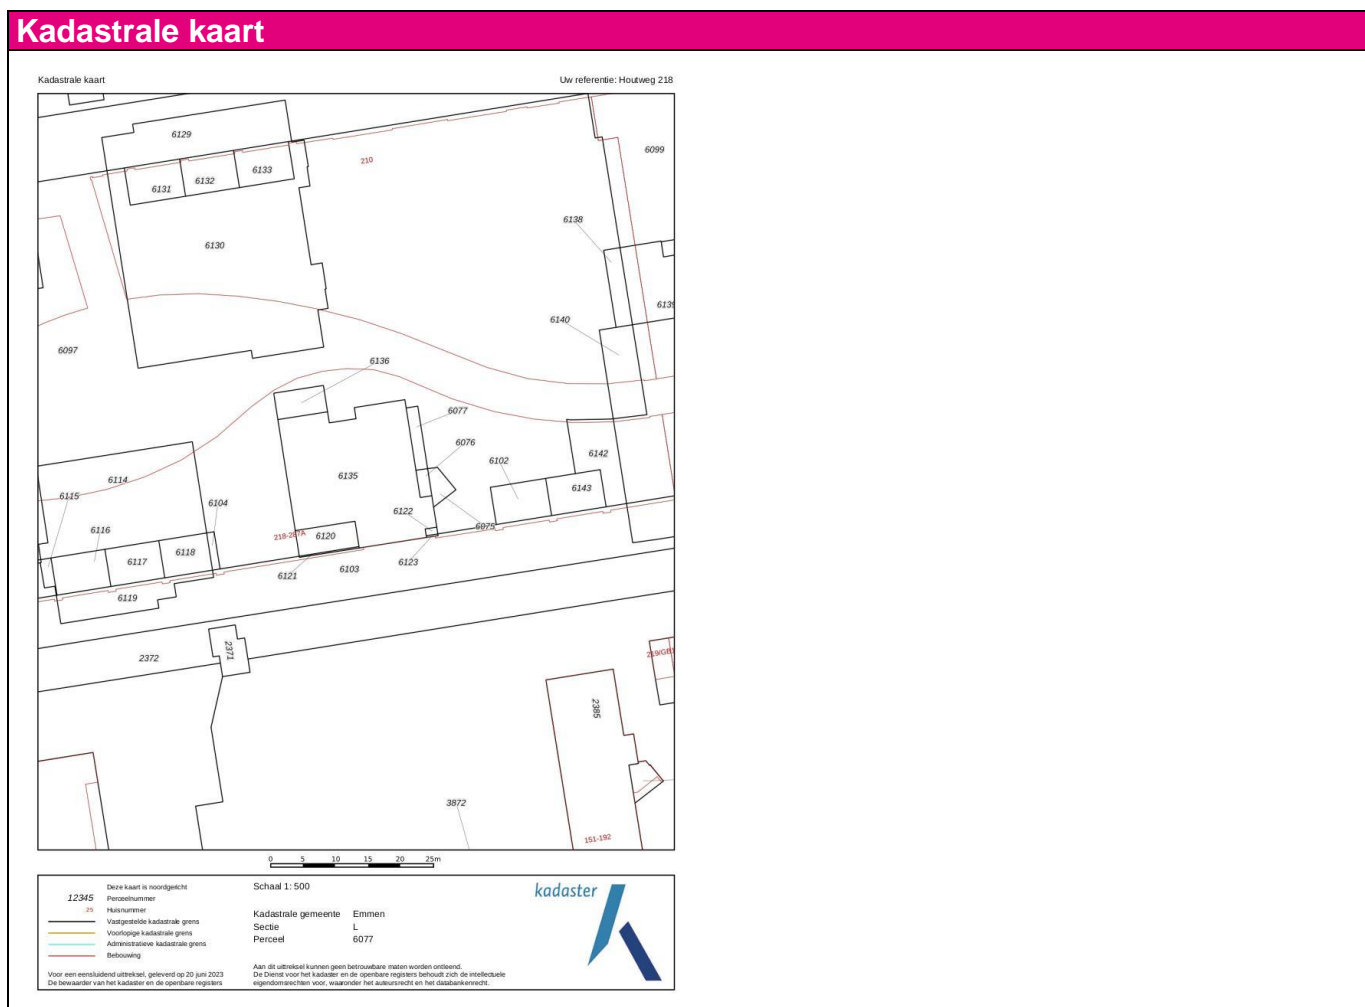 Kadastrale kaart
Kadastrale kaart
Uw referentie: Houtweg 218
6129
6099
210
6133
6132
6131
6138
6130
6139
6140
6097
6136
6077
6076
6142
6102
6135
6114
6143
6115
6104
6122
6075
6116
218-287A
6120
6118
6117
6123
6103
6121
6119
2371
219/GB1
2372
2385
3872
151-192
0 5 10 15 20 25m
Deze kaart is noordgericht
12345 Perceelnummer
25 Huisnummer
Vastgestelde kadastrale grens
Voorlopige kadastrale grens
Administratieve kadastrale grens
Bebouwing
Voor een eensluidend uittreksel, geleverd op 20 juni 2023
De bewaarder van het kadaster en de openbare registers
Schaal 1: 500
Kadastrale gemeente Emmen
Sectie L
Perceel 6077
Aan dit uittreksel kunnen geen betrouwbare maten worden ontleend.
De Dienst voor het kadaster en de openbare registers behoudt zich de intellectuele
eigendomsrechten voor, waaronder het auteursrecht en het databankenrecht.
kadaster